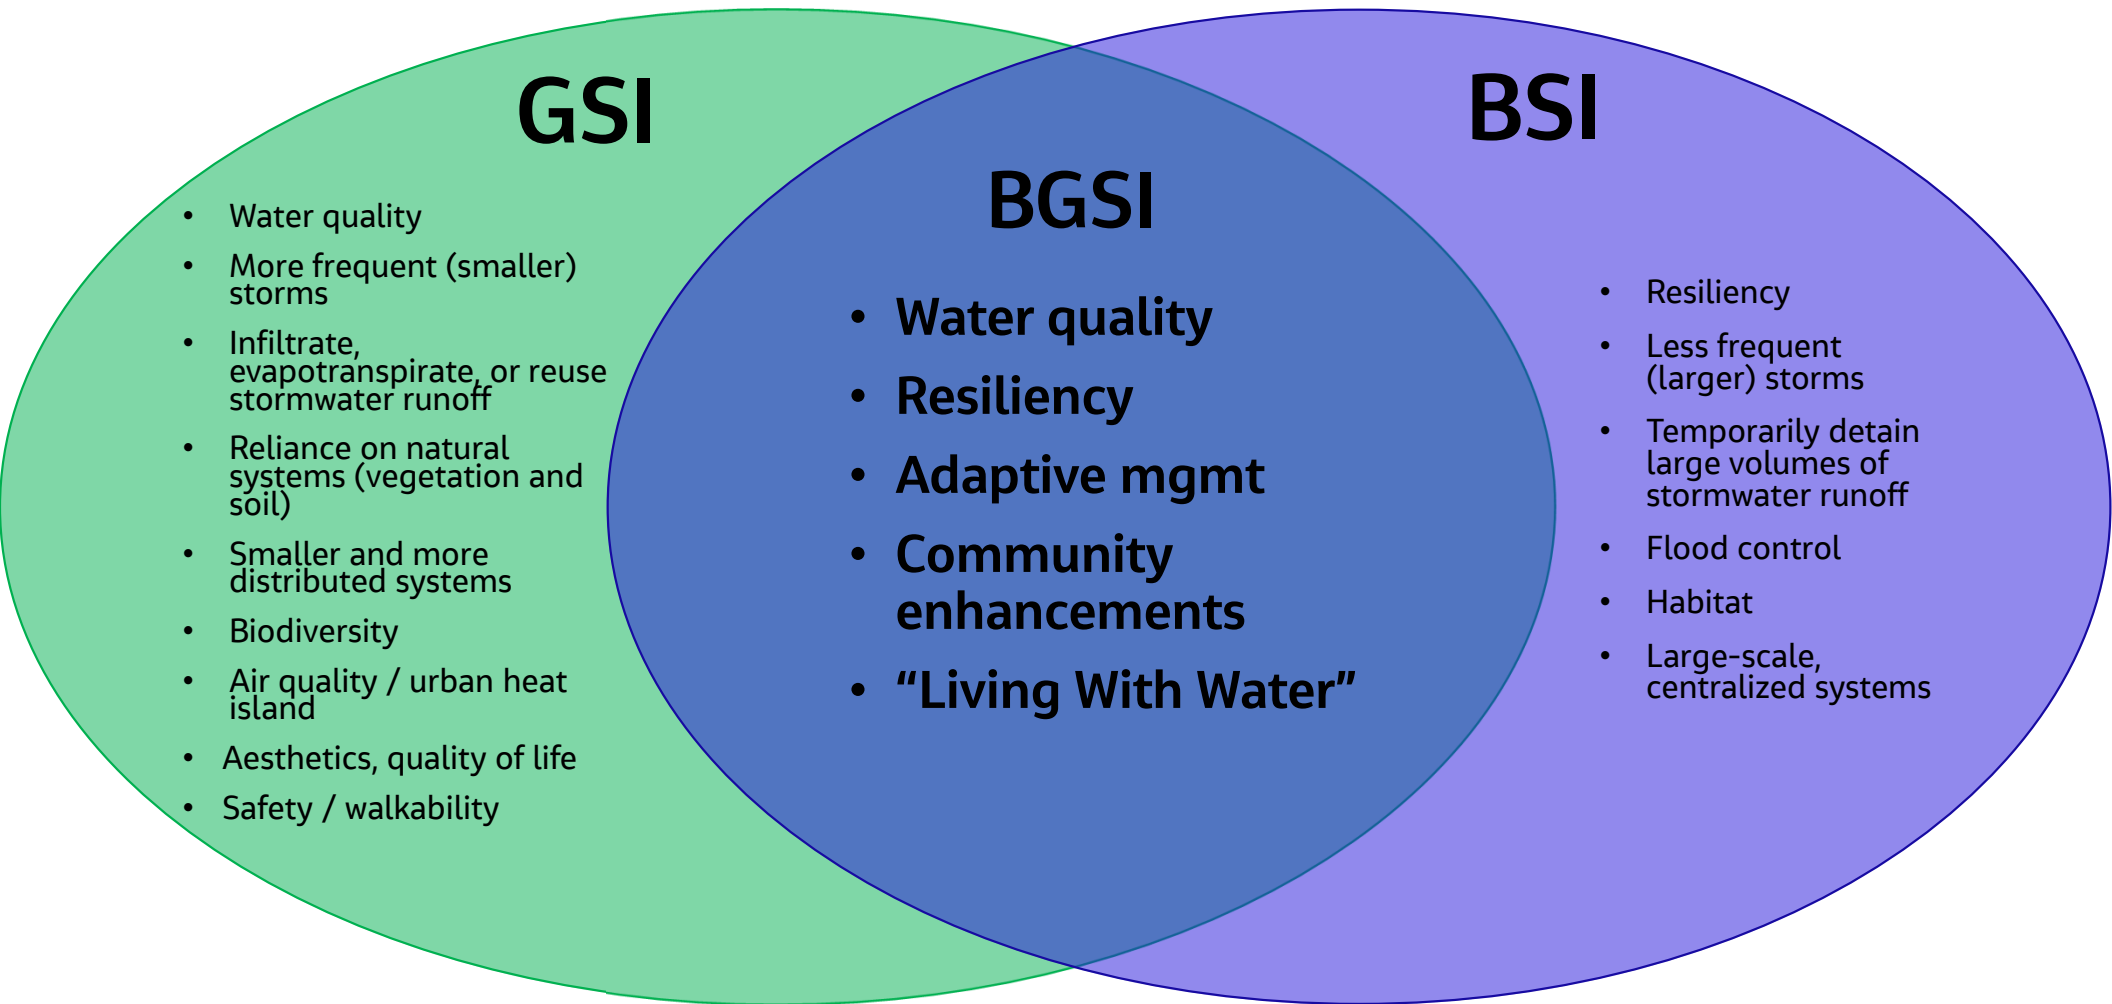 GSI
• Water quality
• More frequent (smaller)
storms
• Infiltrate,
evapotranspirate, or reuse
stormwater runoff
• Reliance on natural
systems (vegetation and
soil)
• Smaller and more
distributed systems
• Biodiversity
• Air quality / urban heat
island
• Aesthetics, quality of life
• Safety / walkability
BGSI
• Water quality
• Resiliency
• Adaptive mgmt
• Community
enhancements
• “Living With Water”
BSI
• Resiliency
• Less frequent
(larger) storms
• Temporarily detain
large volumes of
stormwater runoff
• Flood control
• Habitat
• Large-scale,
centralized systems